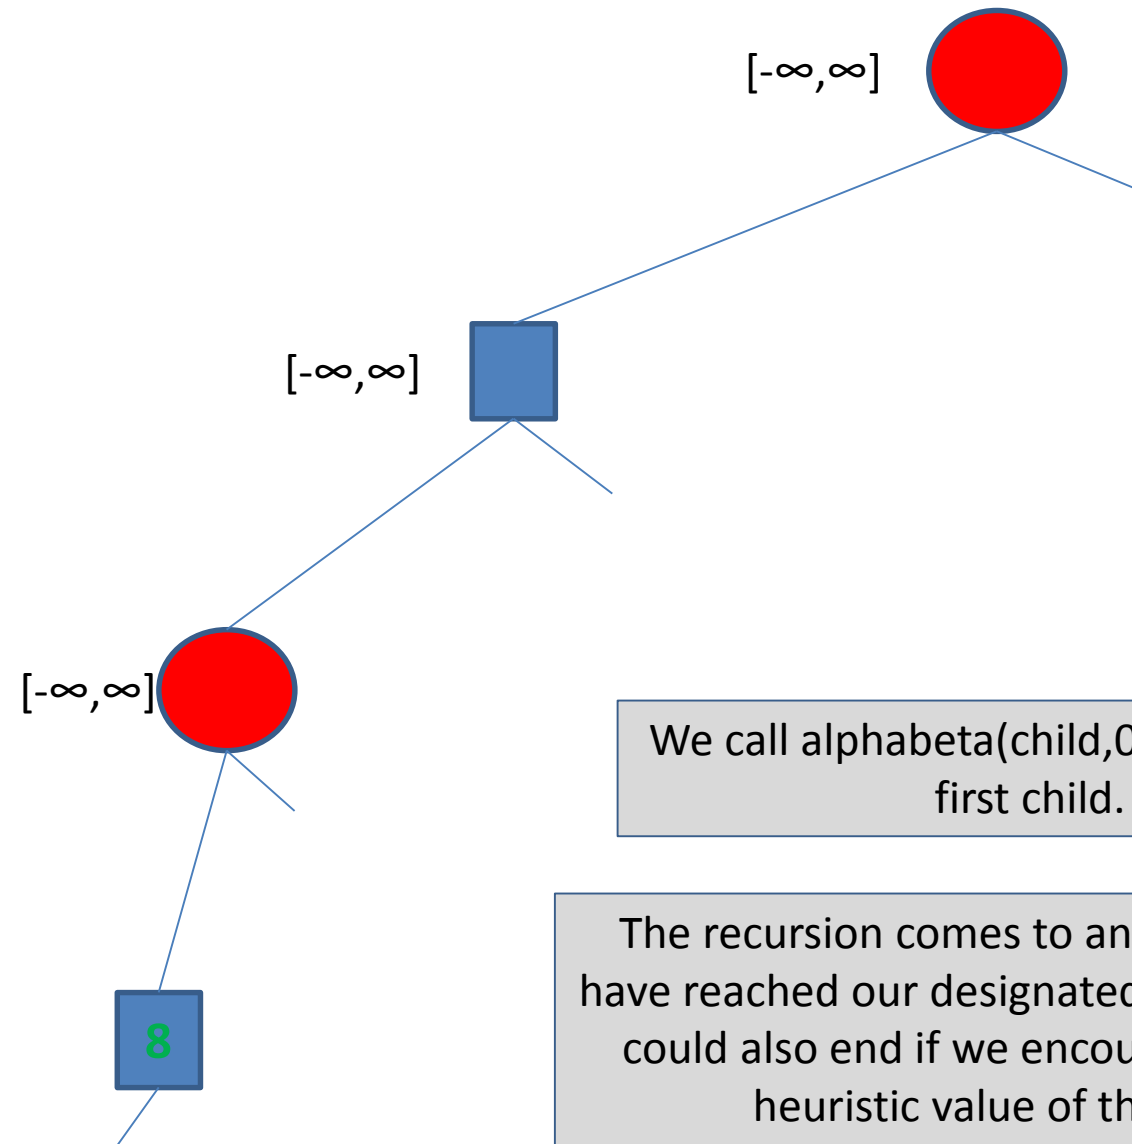 [-∞,∞]
[-∞,∞]
[-∞,∞]
We call alphabeta(child,0
first child.
The recursion comes to an
have reached our designated
could also end if we encou
heuristic value of th
8